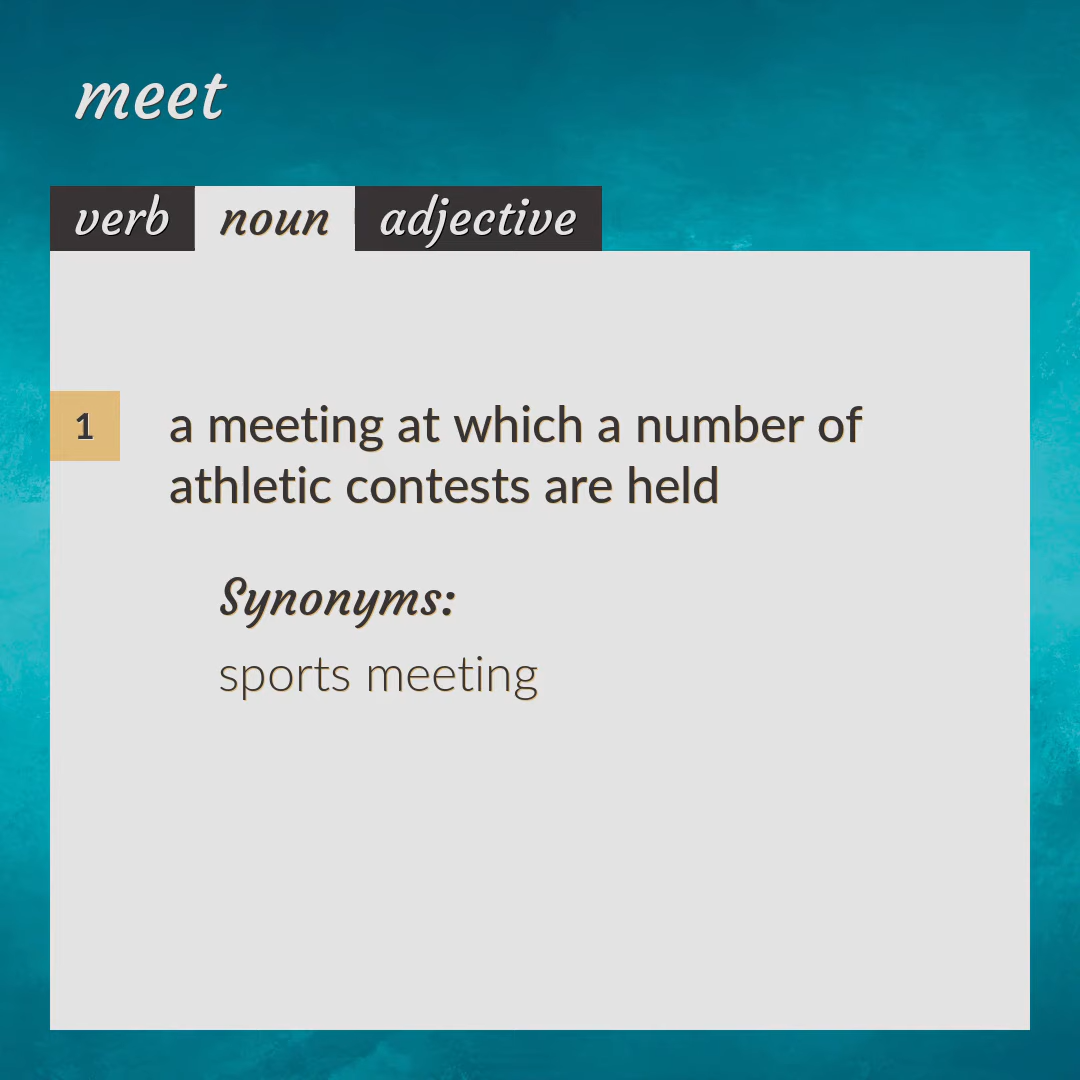 meet
verb noun adjective
1 a meeting at which a number of
athletic contests are held
Synonyms:
sports meeting